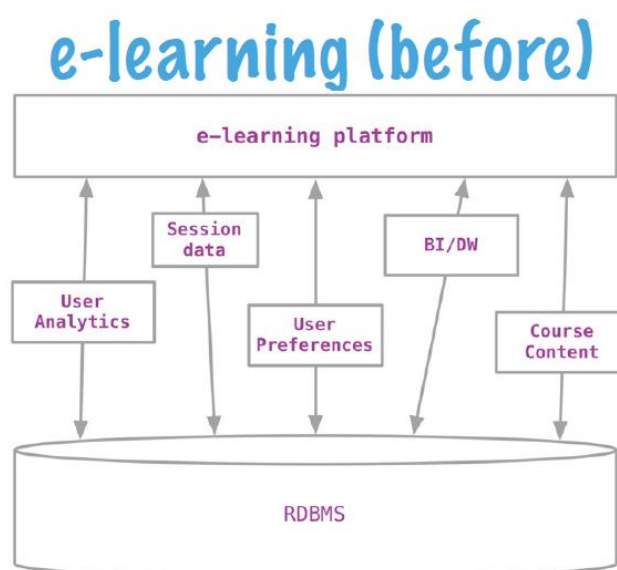 e-learning (before)
e-learning platform
Session
data
BI/DW
User
Analytics
User
Preferences
Course
Content
RDBMS